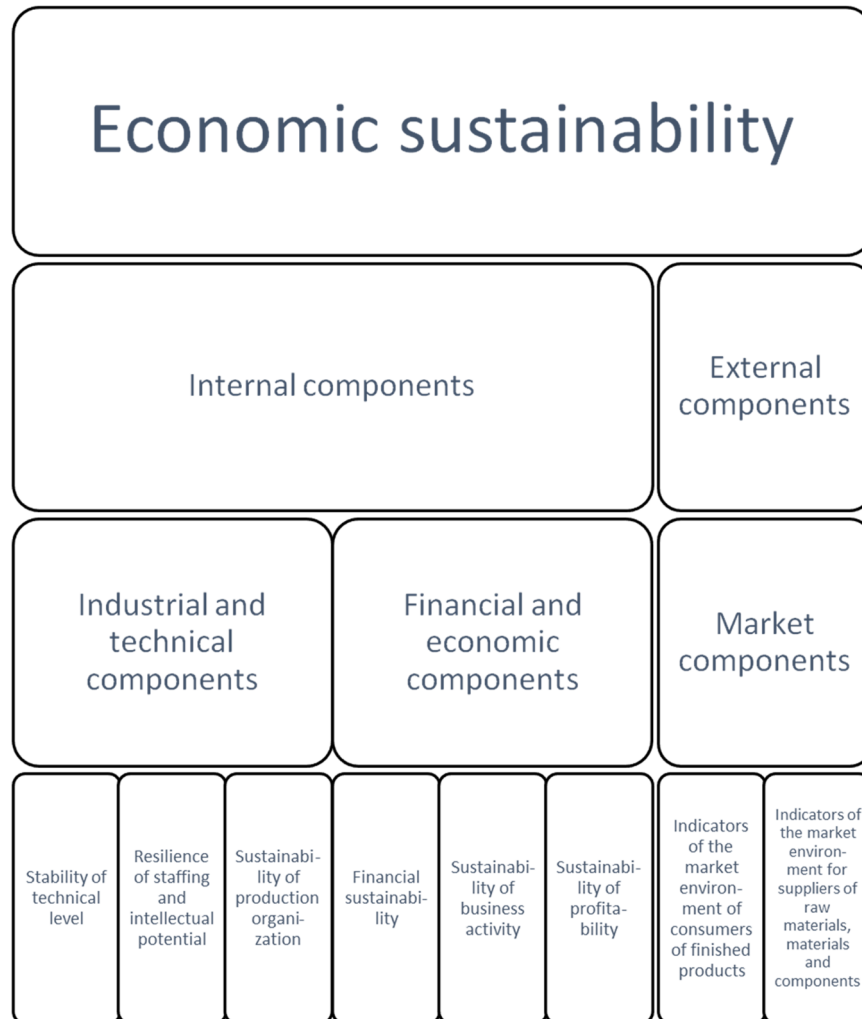 Economic sustainability
Internal components
External
components
Industrial and
technical
components
Financial and
economic
components
Market
components
Stability of
technical
level
Resilience
of staffing
and
intellectual
potential
Sustainabi-
lity of
production
organi-
zation
Financial
sustainabi-
lity
Sustainabi-
lity of
business
activity
Sustainabi-
lity of
profita-
bility
Indicators
of the
market
environ-
ment of
consumers
of finished
products
Indicators of
the market
environ-
ment for
suppliers of
raw
materials,
materials
and
components